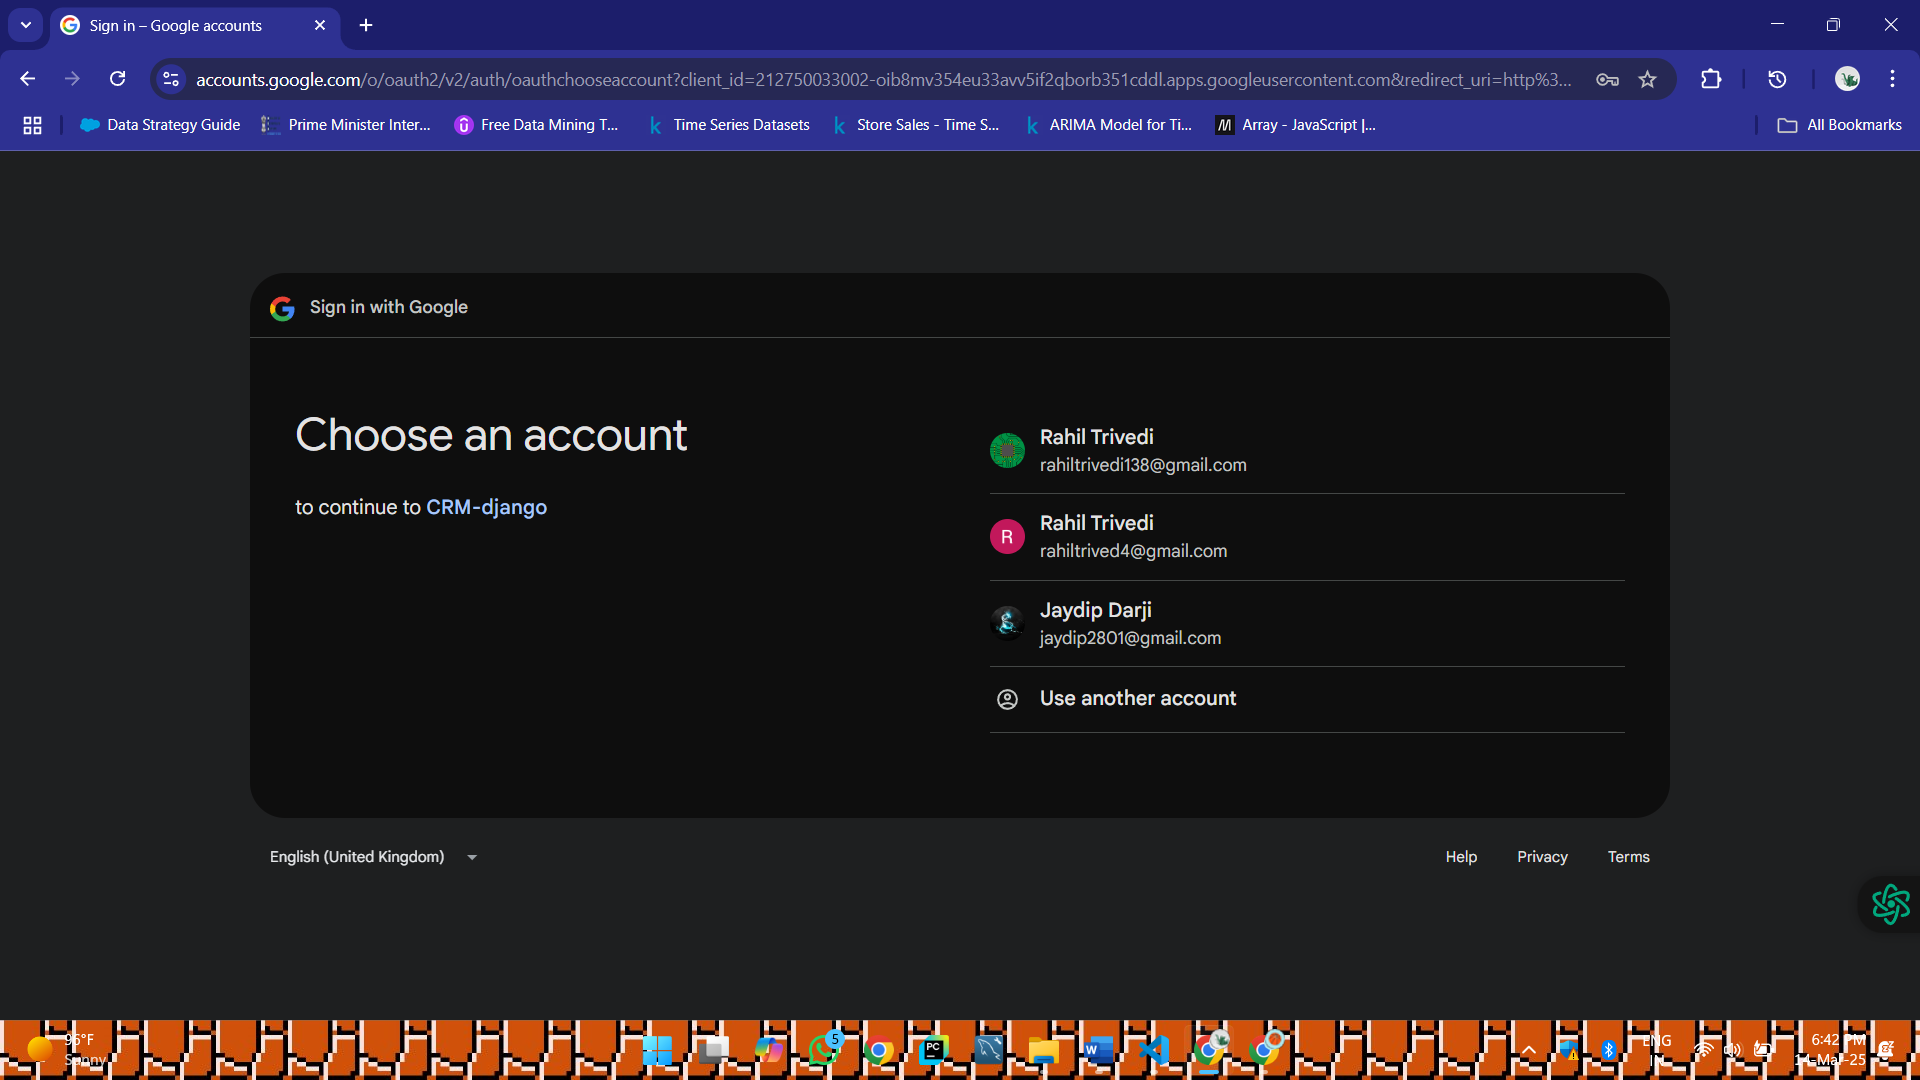 Sign in – Google accounts
accounts.google.com/o/oauth2/v2/auth/oauthchooseaccount?client_id=212750033002-oib8mv354eu33avv5if2qborb351cddl.apps.googleusercontent.com&redirect_uri=http%3...
Data Strategy Guide
Prime Minister Inter...
Free Data Mining T...
Time Series Datasets
Store Sales - Time S...
ARIMA Model for Ti...
Array - JavaScript |...
All Bookmarks
Sign in with Google
Choose an account
to continue to CRM-django
Rahil Trivedi
rahiltrivedi138@gmail.com
R
Rahil Trivedi
rahiltrived4@gmail.com
Jaydip Darji
jaydip2801@gmail.com
Use another account
English (United Kingdom)
Help
Privacy
Terms
96°F
Sunny
5
PC
W
ENG
IN
6:42 PM
14-Mar-25